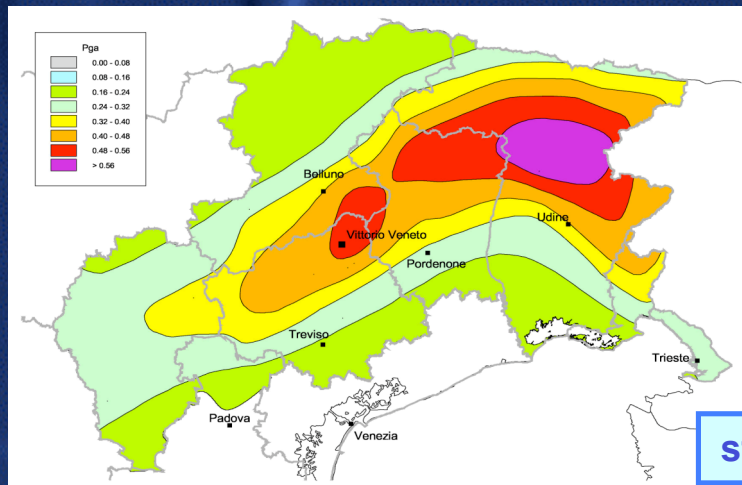 Pga
0.00 - 0.08
0.08 - 0.16
0.16 - 0.24
0.24 - 0.32
0.32 - 0.40
0.40 - 0.48
0.48 - 0.56
> 0.56
Belluno
Udine
Vittorio Veneto
Pordenone
Treviso
Trieste
Padova
Venezia
s